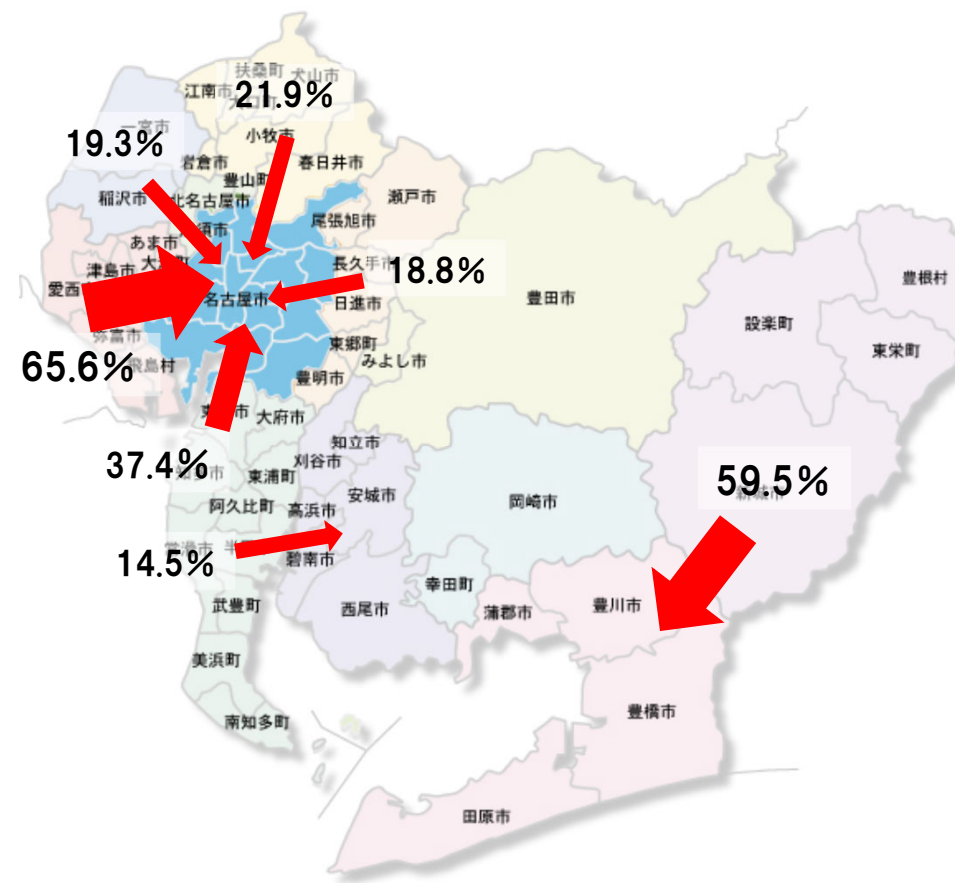 扶桑町
犬山市
江南市
21.9%
一宮市
19.3%
小牧市
岩倉市
春日井市
豊山町
稲沢市
北名古屋市
瀬戸市
尾張旭市
あま市
津島市
長久手市
18.8%
愛西
名古屋市
日進市
豊田市
豊根村
設楽町
弥富市
東郷町
みよし市
東栄町
65.6%
飛島村
豊明市
大府市
37.4%
知立市
刈谷市
東浦町
安城市
59.5%
阿久比町
高浜市
岡崎市
14.5%
碧南市
幸田町
武豊町
西尾市
蒲郡市
豊川市
美浜町
南知多町
豊橋市
田原市